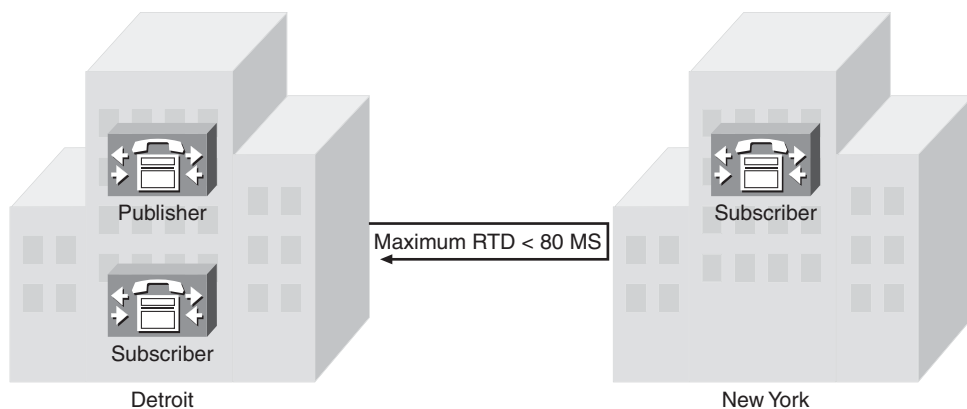 Publisher
Subscriber
Maximum RTD < 80 MS
Subscriber
Detroit
New York